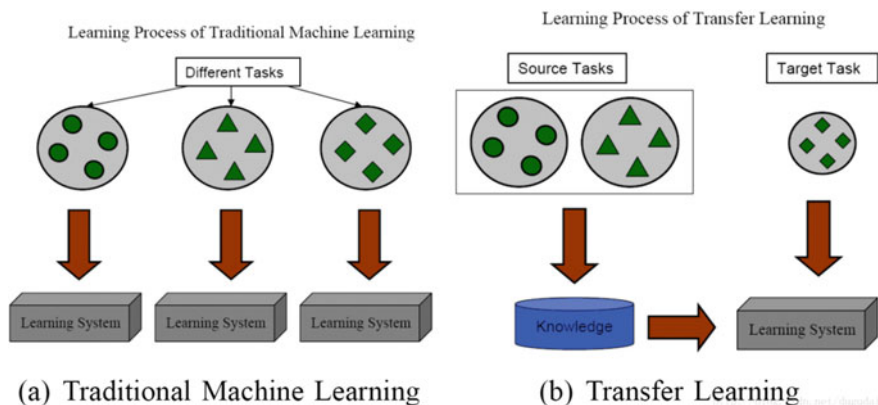 Learning Process of Traditional Machine Learning
Different Tasks
Learning System
Learning System
Learning System
(a) Traditional Machine Learning
Learning Process of Transfer Learning
Source Tasks
Target Task
Knowledge
Learning System
(b) Transfer Learning